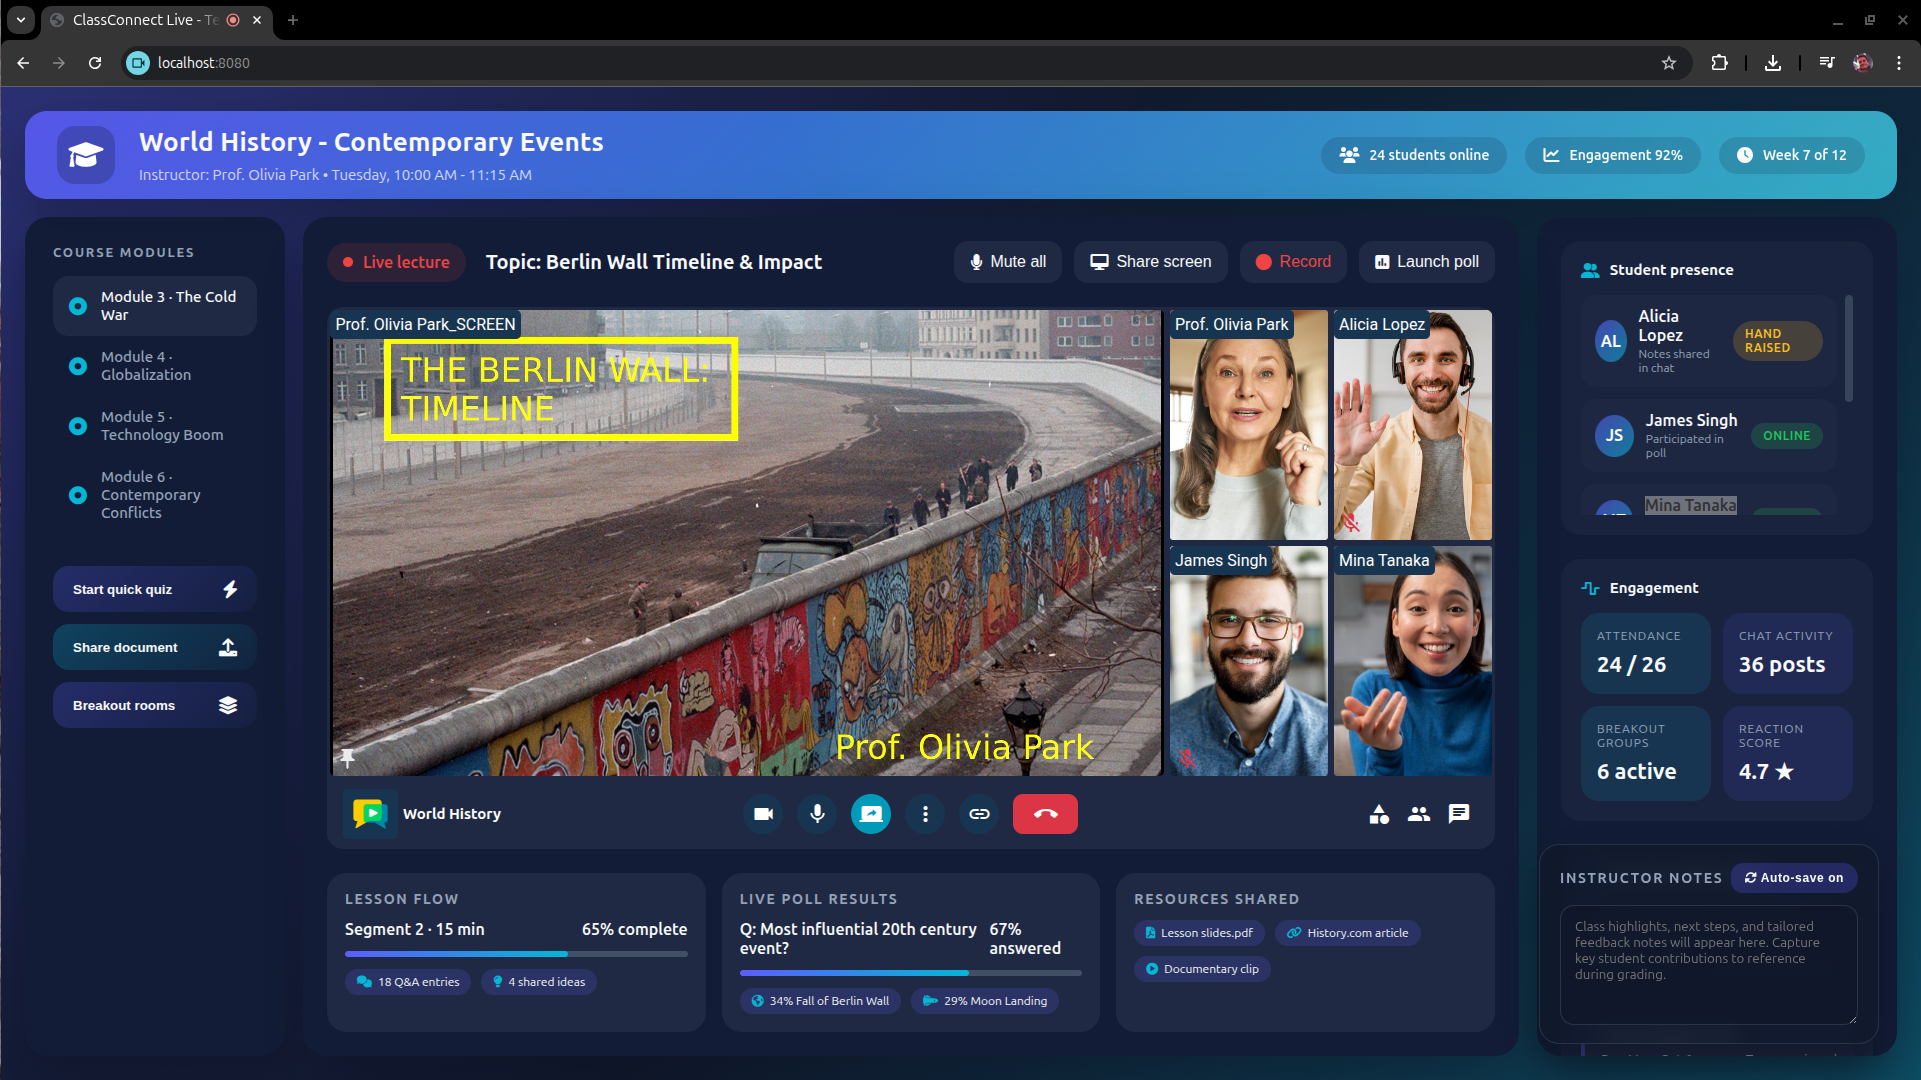 ClassConnect Live - Te
localhost:8080
World History - Contemporary Events
Instructor: Prof. Olivia Park • Tuesday, 10:00 AM - 11:15 AM
24 students online
Engagement 92%
Week 7 of 12
COURSE MODULES
Module 3 · The Cold
War
Module 4 ·
Globalization
Module 5 ·
Technology Boom
Module 6 ·
Contemporary
Conflicts
Start quick quiz
Share document
Breakout rooms
Live lecture
Topic: Berlin Wall Timeline & Impact
Mute all
Share screen
Record
Launch poll
Prof. Olivia Park_SCREEN
THE BERLIN WALL:
TIMELINE
Prof. Olivia Park
Prof. Olivia Park
Alicia Lopez
James Singh
Mina Tanaka
World History
LESSON FLOW
Segment 2 · 15 min
65% complete
18 Q&A entries
4 shared ideas
LIVE POLL RESULTS
Q: Most influential 20th century
event?
67%
answered
34% Fall of Berlin Wall
29% Moon Landing
RESOURCES SHARED
Lesson slides.pdf
History.com article
Documentary clip
Student presence
AL
Alicia
Lopez
Notes shared
in chat
HAND
RAISED
JS
James Singh
Participated in
poll
ONLINE
Mina Tanaka
Engagement
ATTENDANCE
24 / 26
CHAT ACTIVITY
36 posts
BREAKOUT
GROUPS
6 active
REACTION
SCORE
4.7 ★
INSTRUCTOR NOTES
Auto-save on
Class highlights, next steps, and tailored
feedback notes will appear here. Capture
key student contributions to reference
during grading.